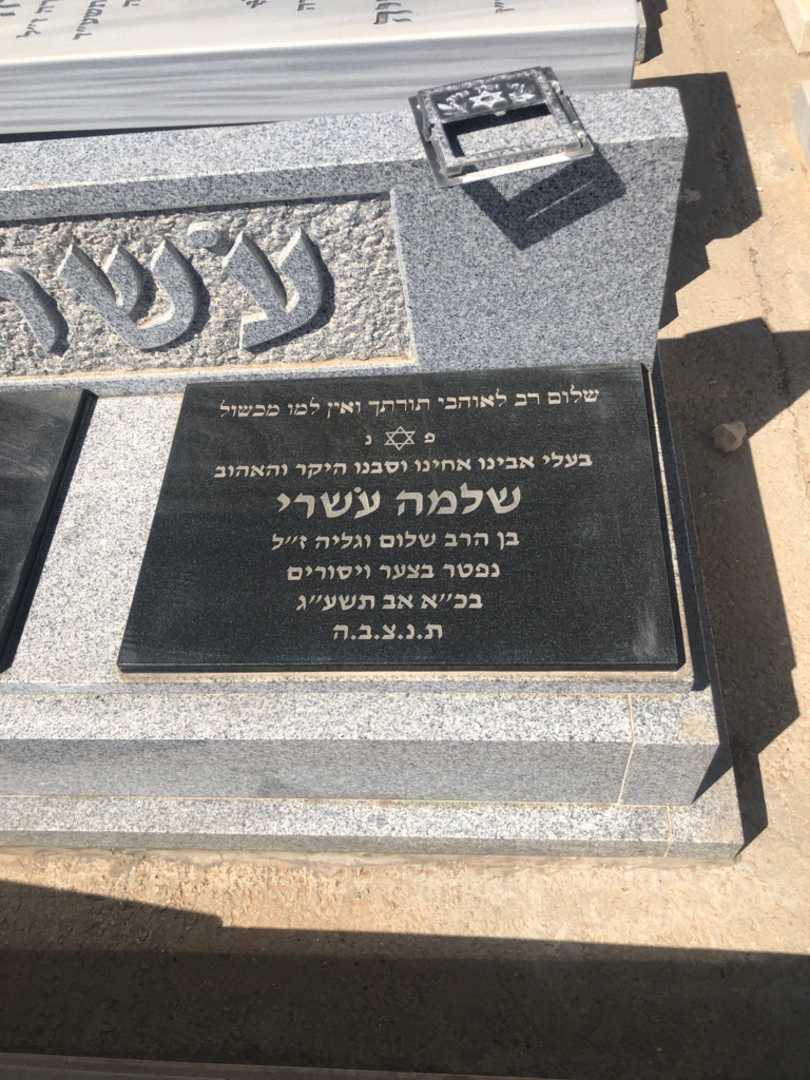 עשר
שלום רב לאוהבי תורתך ואין למו מכשול
פ נ
בעלי אבינו אחינו וסבנו היקר והאהוב
שלמה עשרי
בן הרב שלום וגליה ז״ל
נפטר בצער ויסורים
בכ״א אב תשע״ג
ת.נ.צ.ב.ה